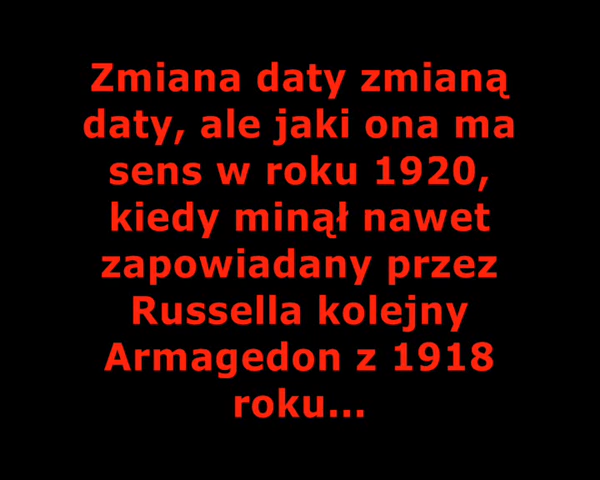 Zmiana daty zmianą
daty, ale jaki ona ma
sens w roku 1920,
kiedy minął nawet
zapowiadany przez
Russella kolejny
Armagedon z 1918
roku...